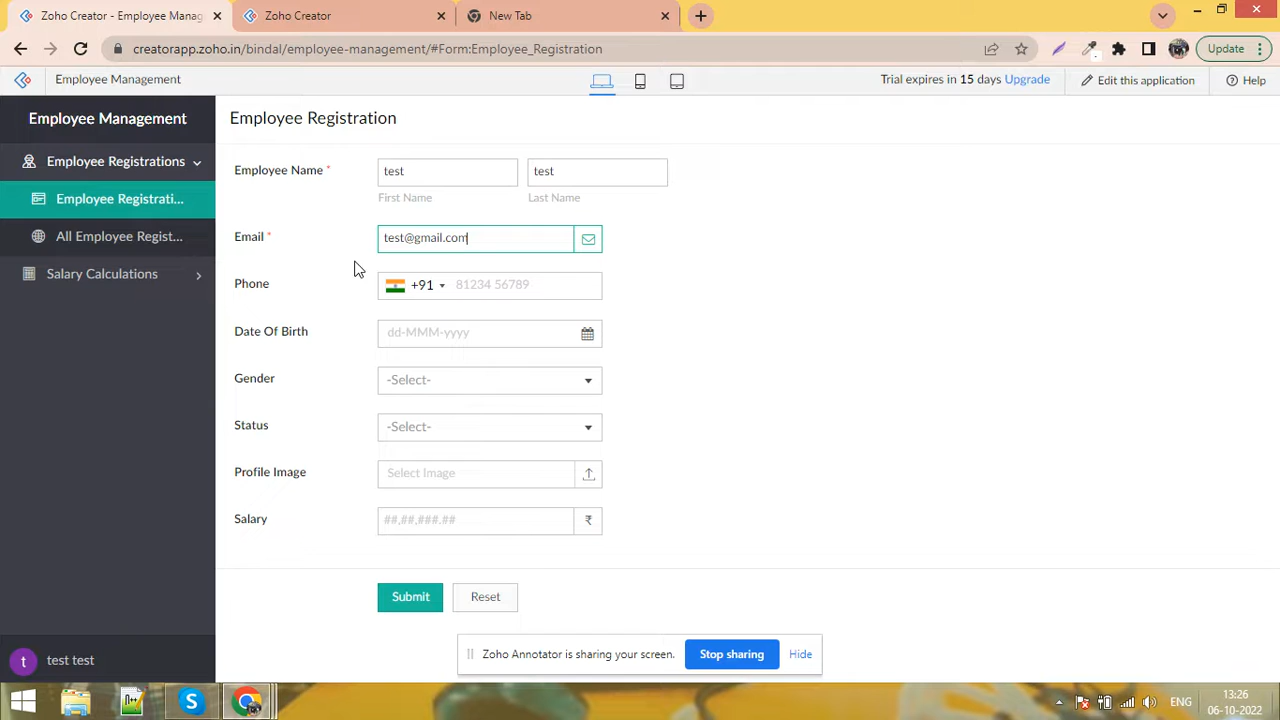 Zoho Creator - Employee Manag
Zoho Creator
New Tab
creatorapp.zoho.in/bindal/employee-management/#Form:Employee_Registration
Update
Employee Management
Trial expires in 15 days Upgrade
Edit this application
Help
Employee Management
Employee Registrations
Employee Registrati...
All Employee Regist...
Salary Calculations
test test
Employee Registration
Employee Name *
test
test
First Name
Last Name
Email *
test@gmail.com
Phone
+91
81234 56789
Date Of Birth
dd-MMM-yyyy
Gender
-Select-
Status
-Select-
Profile Image
Select Image
Salary
##,##,###.##
₹
Submit
Reset
Zoho Annotator is sharing your screen.
Stop sharing
Hide
ENG
13:26
06-10-2022